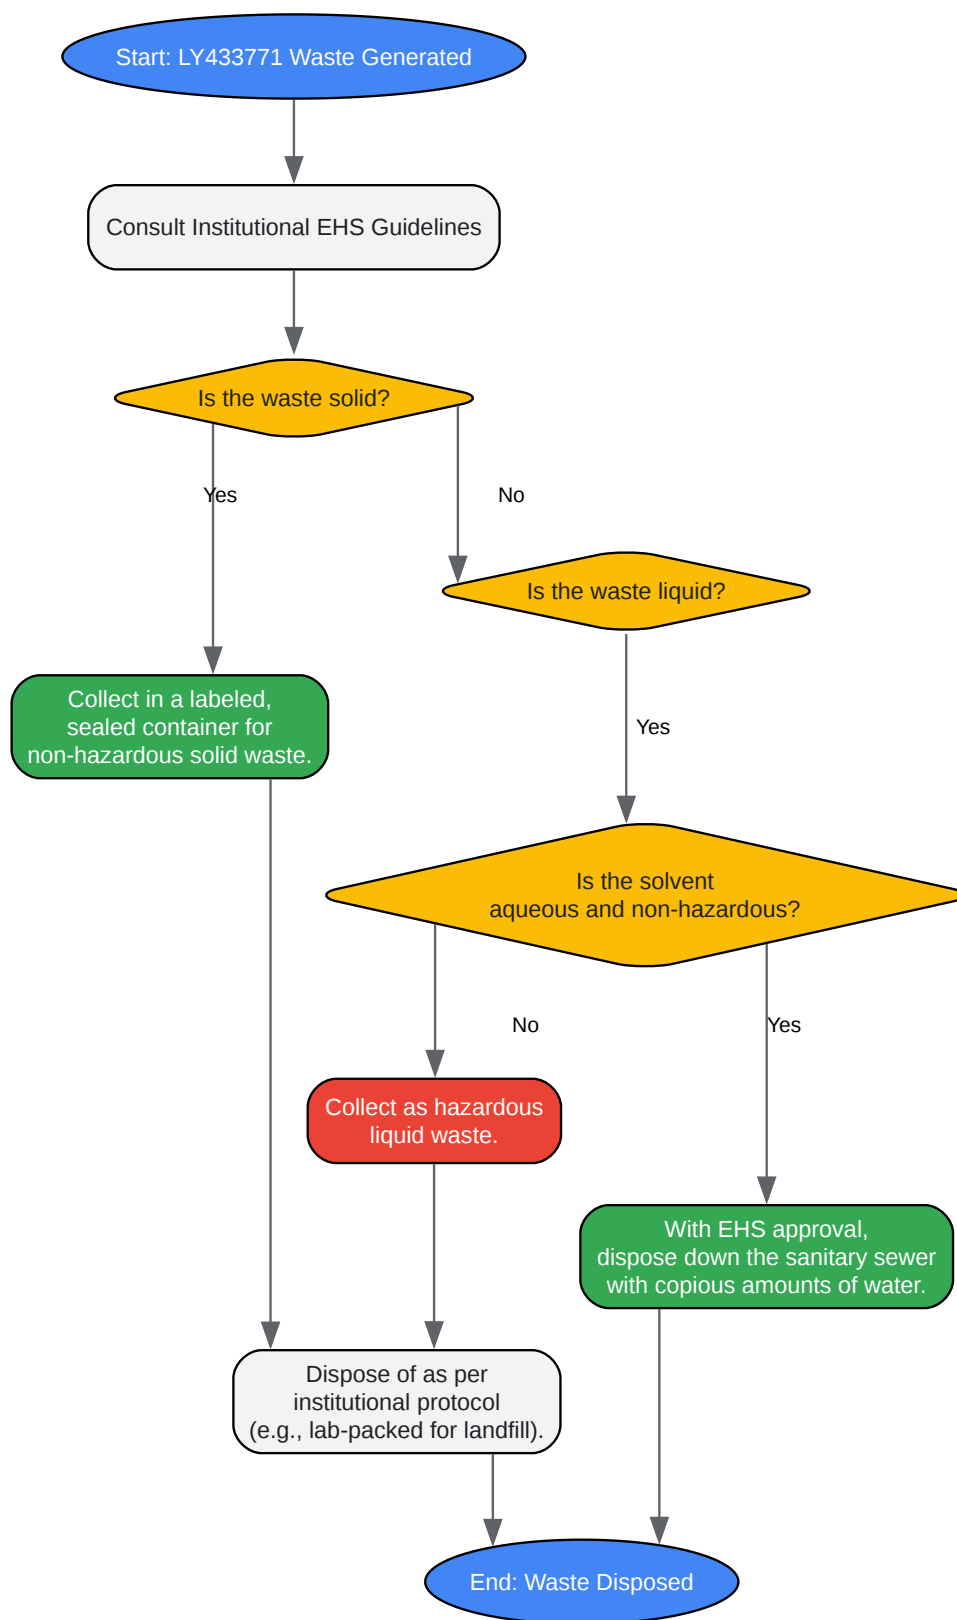 Start: LY433771 Waste Generated
Consult Institutional EHS Guidelines
Is the waste solid?
Yes
No
Is the waste liquid?
Collect in a labeled,
sealed container for
non-hazardous solid waste.
Yes
Is the solvent
aqueous and non-hazardous?
No
Yes
Collect as hazardous
liquid waste.
With EHS approval,
dispose down the sanitary sewer
with copious amounts of water.
Dispose of as per
institutional protocol
(e.g., lab-packed for landfill).
End: Waste Disposed